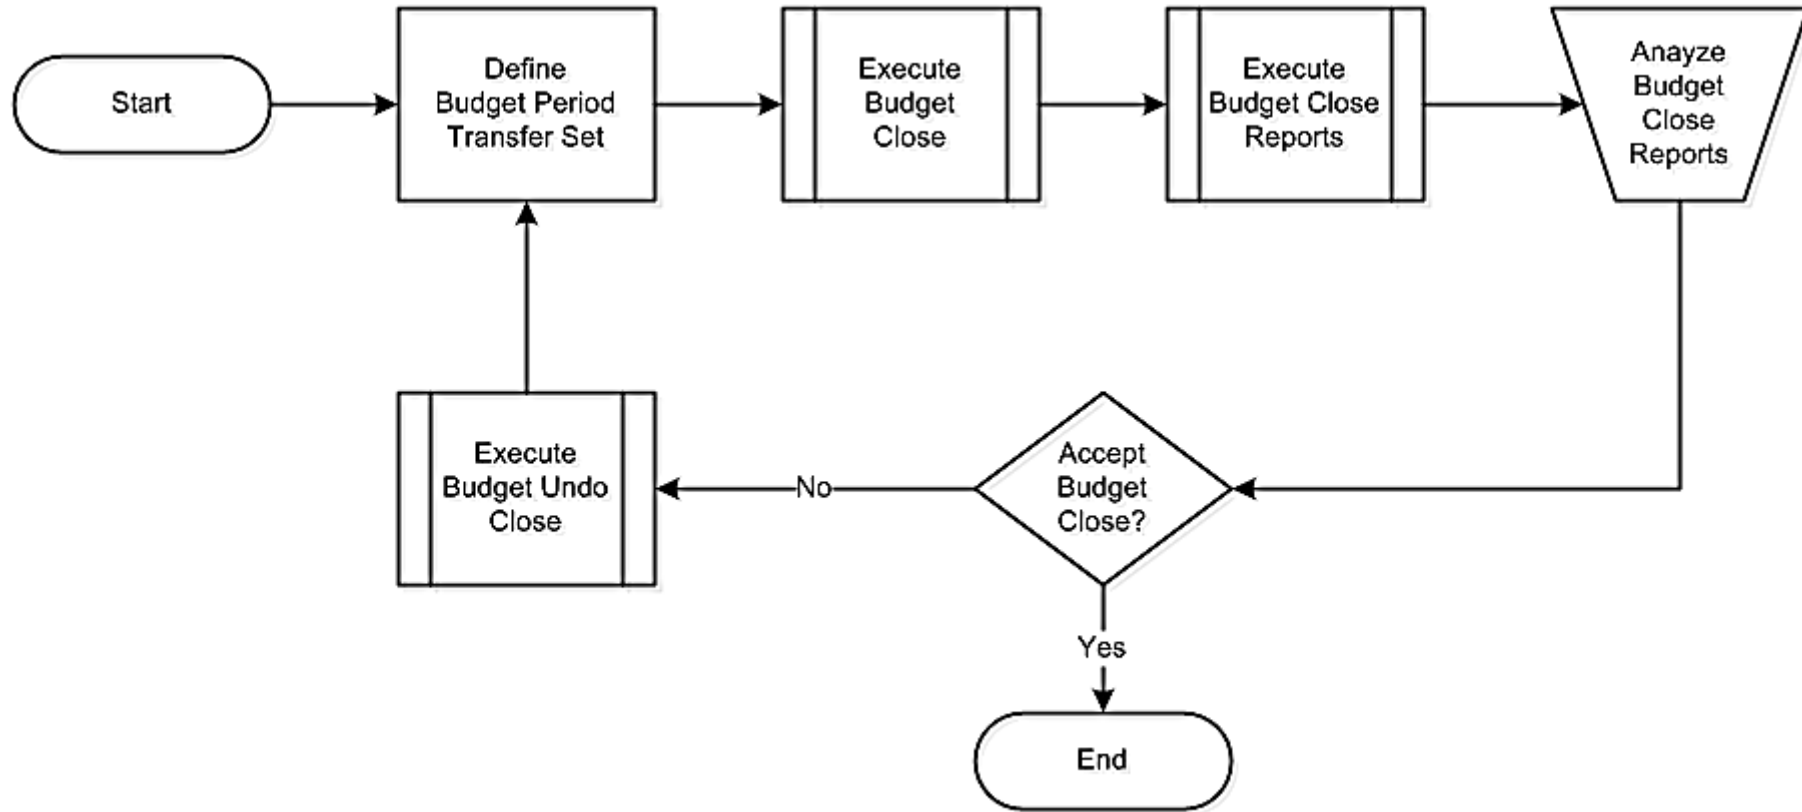 Start
Define
Budget Period
Transfer Set
Execute
Budget
Close
Execute
Budget Close
Reports
Anayze
Budget
Close
Reports
Execute
Budget Undo
Close
No
Accept
Budget
Close?
Yes
End